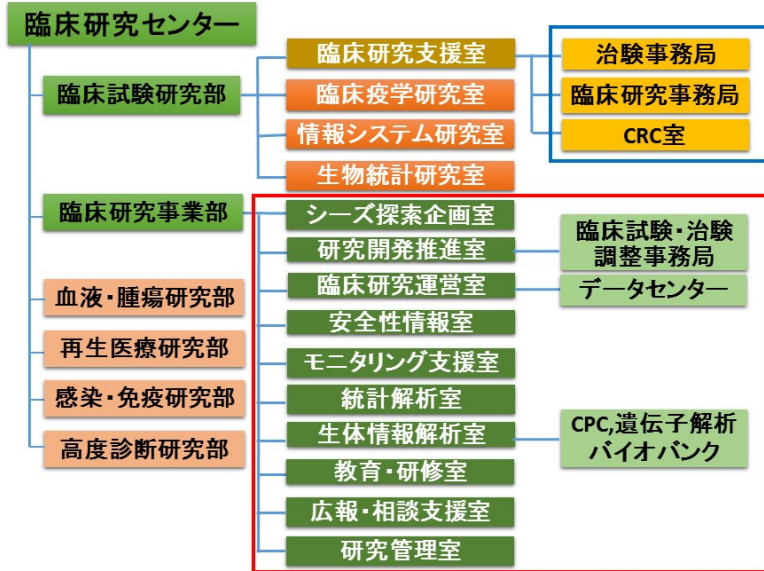 臨床研究センター
臨床試験研究部
臨床研究支援室
臨床疫学研究室
情報システム研究室
生物統計研究室
治験事務局
臨床研究事務局
CRC室
臨床研究事業部
シーズ探索企画室
研究開発推進室
臨床研究運営室
安全性情報室
モニタリング支援室
統計解析室
生体情報解析室
教育・研修室
広報・相談支援室
研究管理室
臨床試験・治験
調整事務局
データセンター
CPC,遺伝子解析
バイオバンク
血液・腫瘍研究部
再生医療研究部
感染・免疫研究部
高度診断研究部